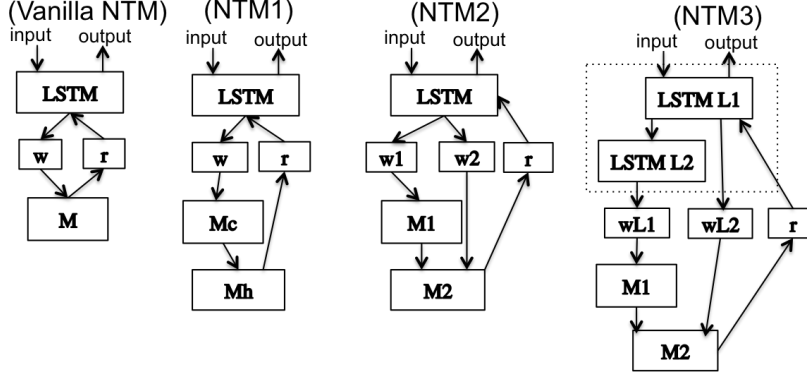 (Vanilla NTM)
input output
LSTM
w r
M
(NTM1)
input output
LSTM
w r
Mc
Mh
(NTM2)
input output
LSTM
w1 w2 r
M1
M2
(NTM3)
input output
LSTM L1
LSTM L2
wL1 wL2 r
M1
M2